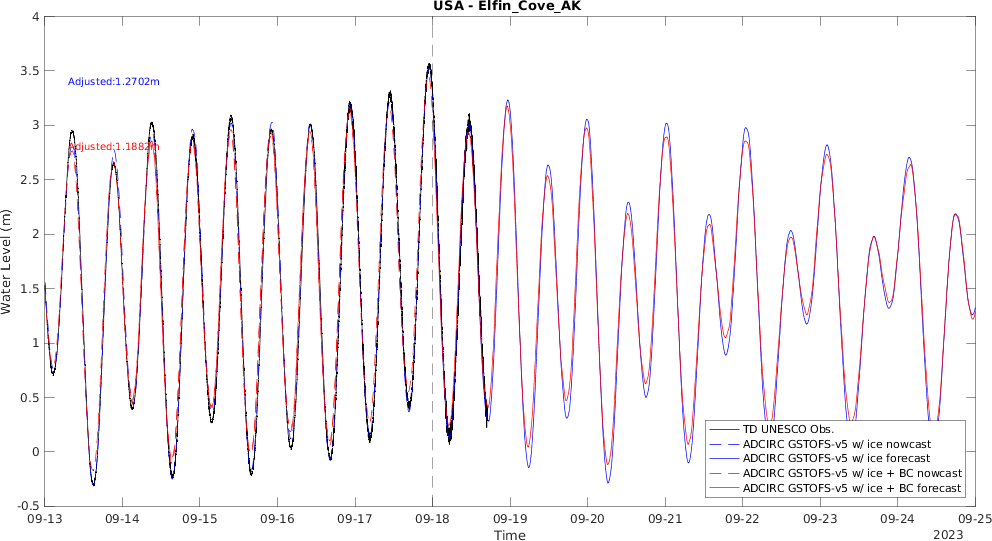 USA - Elfin_Cove_AK
4
3.5
3
2.5
2
1.5
1
0.5
0
-0.5
Water Level (m)
Adjusted:1.2702m
Adjusted:1.1882m
TD UNESCO Obs.
ADCIRC GSTOFS-v5 w/ ice nowcast
ADCIRC GSTOFS-v5 w/ ice forecast
ADCIRC GSTOFS-v5 w/ ice + BC nowcast
ADCIRC GSTOFS-v5 w/ ice + BC forecast
09-13 09-14 09-15 09-16 09-17 09-18 09-19 09-20 09-21 09-22 09-23 09-24 09-25
Time
2023